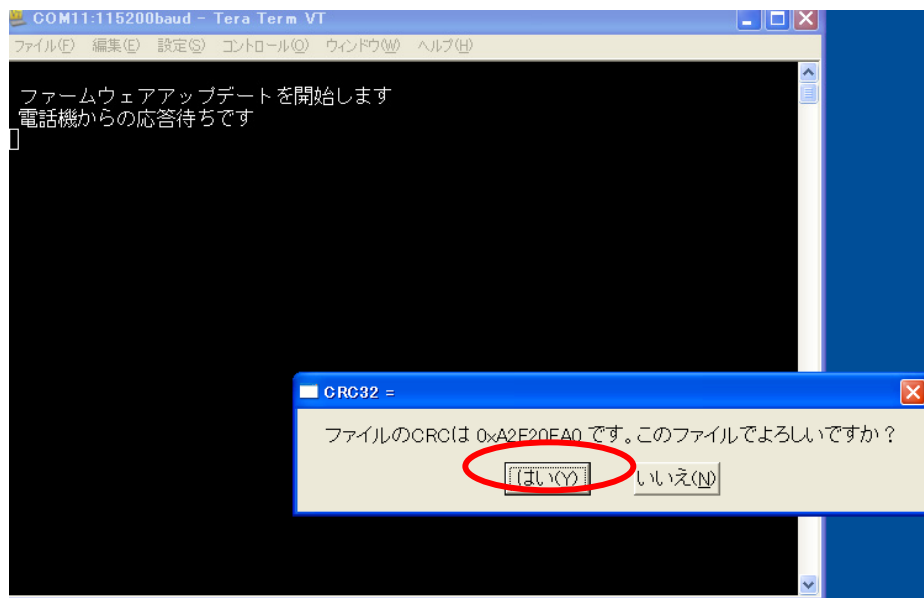 COM11:115200baud - Tera Term VT
ファイル(F) 編集(E) 設定(S) コントロール(O) ウィンドウ(W) ヘルプ(H)
ファームウェアアップデートを開始します
電話機からの応答待ちです
CRC32 =
ファイルのCRCは 0xA2F20EA0 です。このファイルでよろしいですか？
はい(Y) いいえ(N)